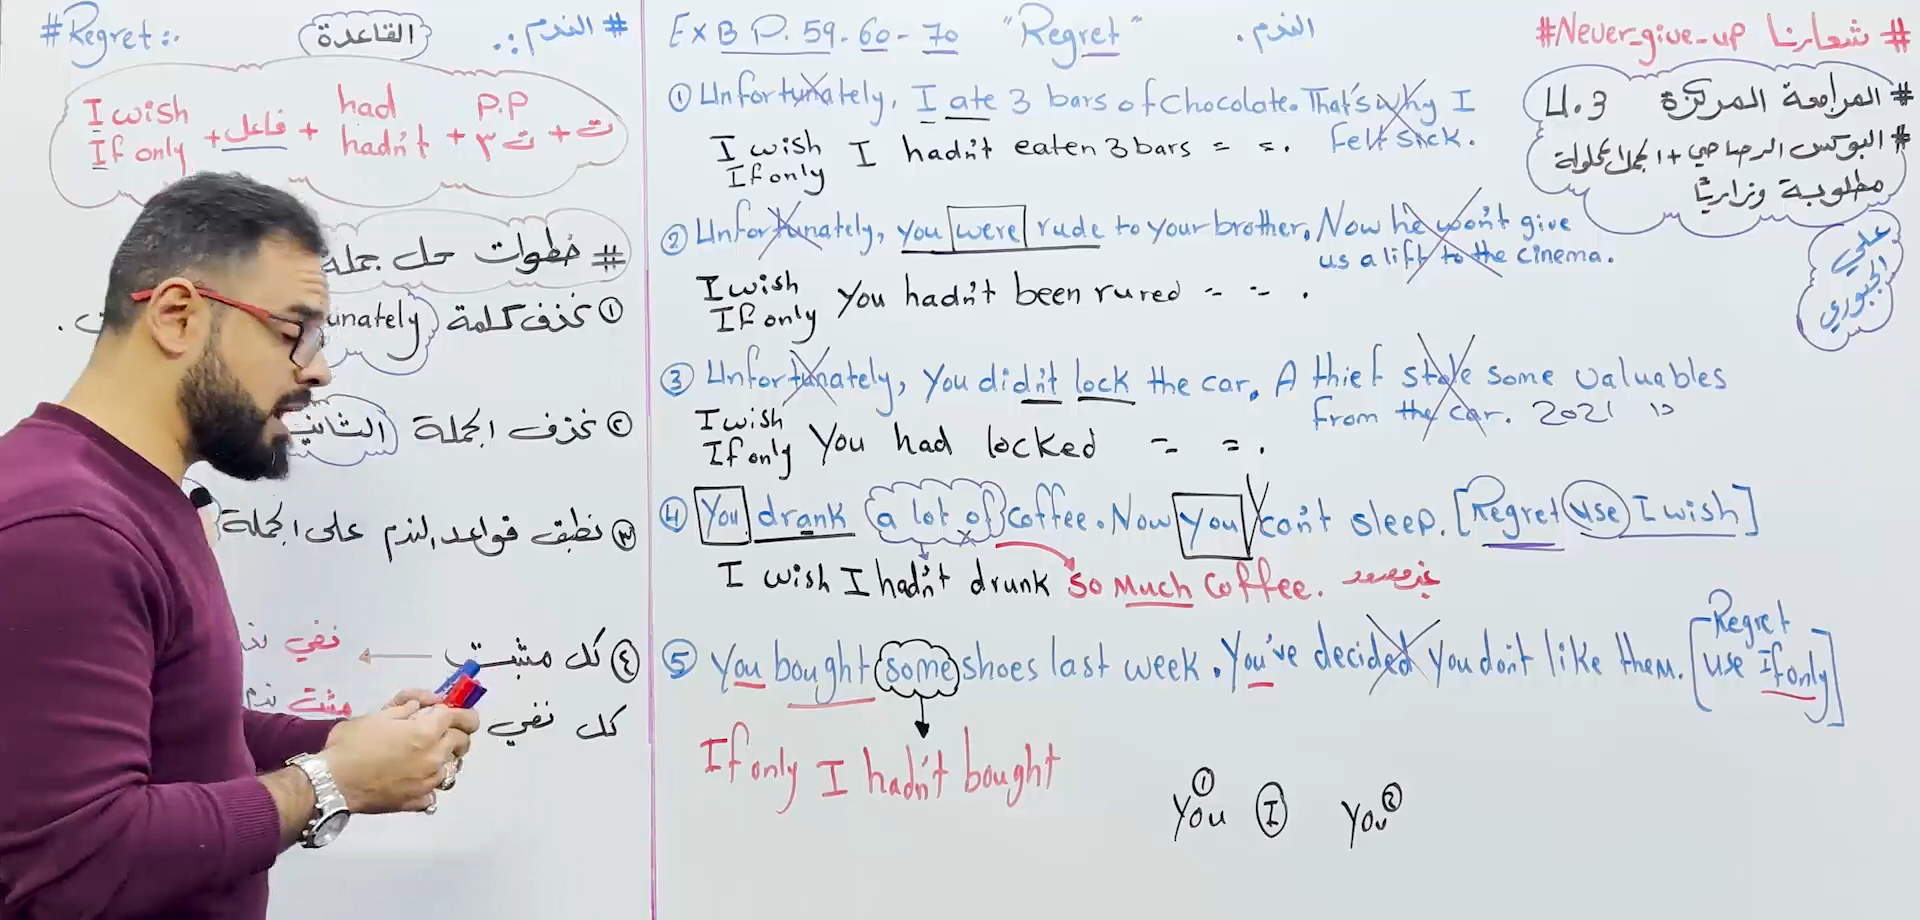 #Regret:.
القاعدة
# الندم:.
I wish
If only
+ فاعل +
had
hadn't
+
P.P
ت٣
+ ت
# خطوات حل جملة
① نحذف كلمة unately)
② نحذف الجملة الثانية
③ نطبق قواعد الندم على الجملة
④ كل مثبت ← نفي
كل نفي مثبت
Ex B P. 59-60-70 "Regret" الندم.
① Unfortunately, I ate 3 bars of chocolate. That's why I
felt sick.
I wish
If only
I hadn't eaten 3 bars = =.
② Unfortunately, you were rude to your brother. Now he won't give
us a lift to the cinema.
I wish
If only
you hadn't been rured = = .
③ Unfortunately, you didn't lock the car. A thief stole some valuables
from the car. 2021 د١
I wish
If only
You had locked = = .
④ You drank a lot of coffee. Now you can't sleep. [Regret use I wish]
I wish I hadn't drunk so much coffee.
⑤ You bought some shoes last week. You've decided you don't like them. [Regret
use If only]
If only I hadn't bought
① you I you ②
#Never-give-up شعارنا #
# المراجعة المركزة U.3
# البوكس الرصاصي + الجمل محلولة
مطلوبة وزارياً
علي
الجبوري